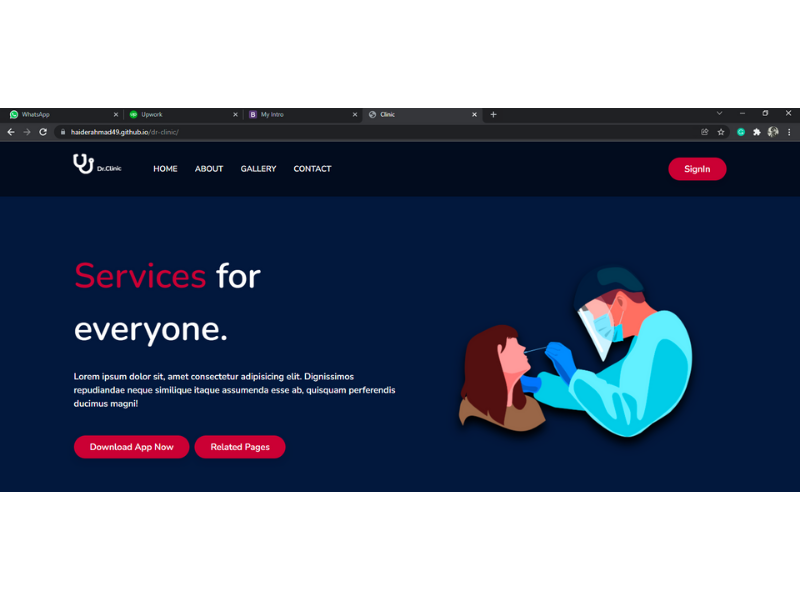 WhatsApp
Upwork
My Intro
Clinic
haiderahmad49.github.io/dr-clinic/
Dr.Clinic
HOME
ABOUT
GALLERY
CONTACT
SignIn
Services for
everyone.
Lorem ipsum dolor sit, amet consectetur adipisicing elit. Dignissimos
repudiandae neque similique itaque assumenda esse ab, quisquam perferendis
ducimus magni!
Download App Now
Related Pages